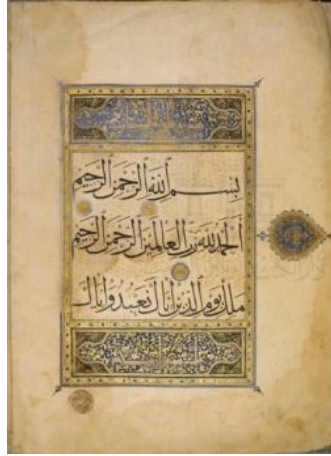 بسم الله الرحمن الرحيم
الحمد لله رب العالمين الرحمن الرحيم
ملك يوم الدين اياك نعبد واياك